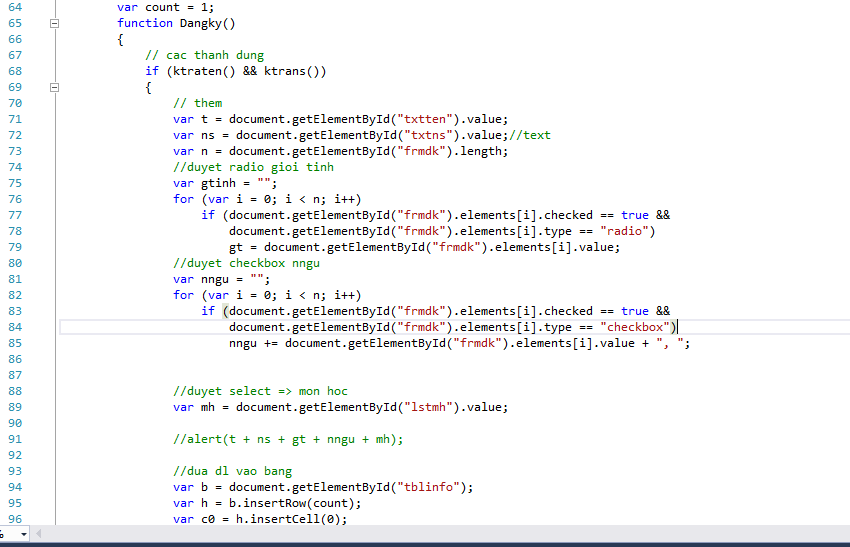 64 var count = 1;
65 function Dangky()
66 {
67 // cac thanh dung
68 if (ktraten() && ktrans())
69 {
70 // them
71 var t = document.getElementById("txtten").value;
72 var ns = document.getElementById("txtns").value;//text
73 var n = document.getElementById("frmdk").length;
74 //duyet radio gioi tinh
75 var gtinh = "";
76 for (var i = 0; i < n; i++)
77 if (document.getElementById("frmdk").elements[i].checked == true &&
78 document.getElementById("frmdk").elements[i].type == "radio")
79 gt = document.getElementById("frmdk").elements[i].value;
80 //duyet checkbox nngu
81 var nngu = "";
82 for (var i = 0; i < n; i++)
83 if (document.getElementById("frmdk").elements[i].checked == true &&
84 document.getElementById("frmdk").elements[i].type == "checkbox")
85 nngu += document.getElementById("frmdk").elements[i].value + ", ";
86
87
88 //duyet select => mon hoc
89 var mh = document.getElementById("lstmh").value;
90
91 //alert(t + ns + gt + nngu + mh);
92
93 //dua dl vao bang
94 var b = document.getElementById("tblinfo");
95 var h = b.insertRow(count);
96 var c0 = h.insertCell(0);